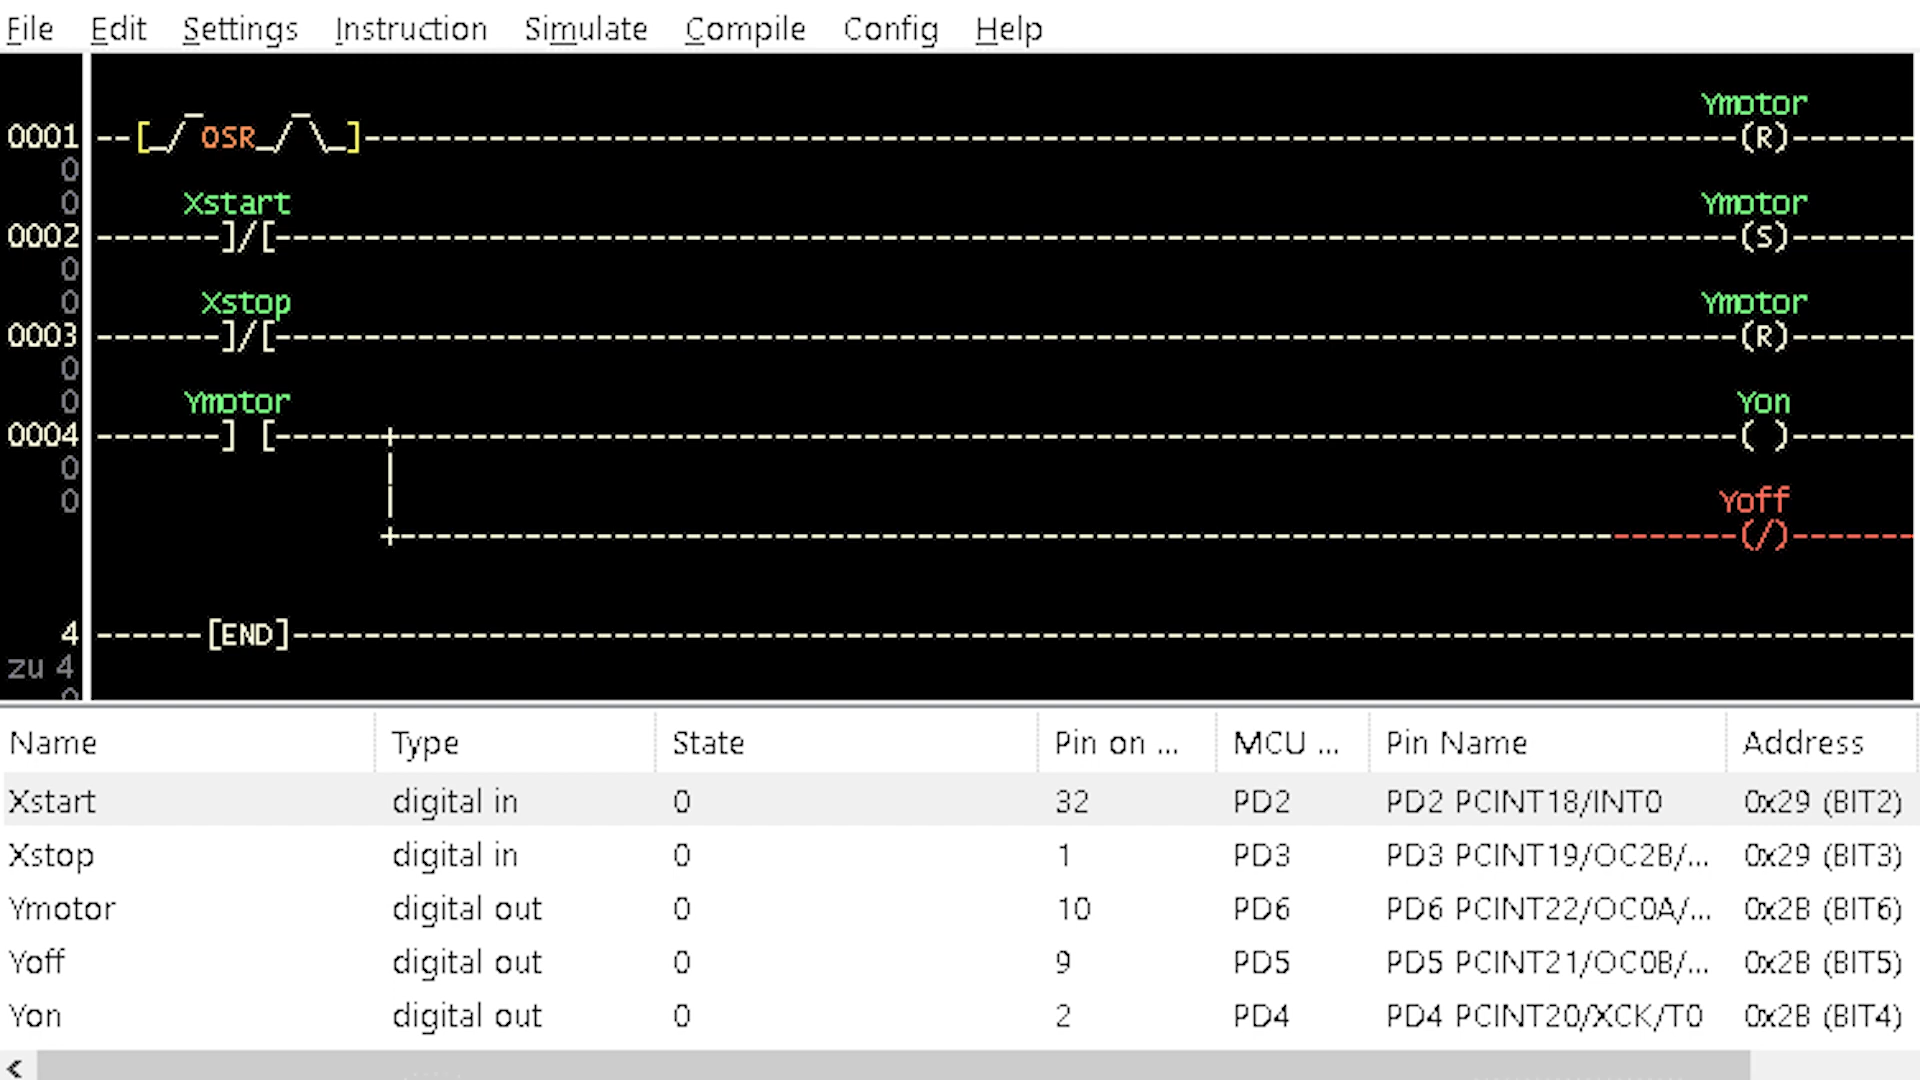 File Edit Settings Instruction Simulate Compile Config Help
Ymotor
0001 --[_/‾OSR_/‾\_]--(R)--
0
0 Xstart Ymotor
0002 ------]/[------(S)------
0
0 Xstop Ymotor
0003 ------]/[------(R)------
0
0 Ymotor Yon
0004 ------] [------+------( )------
0
0 Yoff
+------(/)------
4 ------[END]------
zu 4
0
Name Type State Pin on ... MCU ... Pin Name Address
Xstart digital in 0 32 PD2 PD2 PCINT18/INT0 0x29 (BIT2)
Xstop digital in 0 1 PD3 PD3 PCINT19/OC2B/... 0x29 (BIT3)
Ymotor digital out 0 10 PD6 PD6 PCINT22/OC0A/... 0x2B (BIT6)
Yoff digital out 0 9 PD5 PD5 PCINT21/OC0B/... 0x2B (BIT5)
Yon digital out 0 2 PD4 PD4 PCINT20/XCK/T0 0x2B (BIT4)